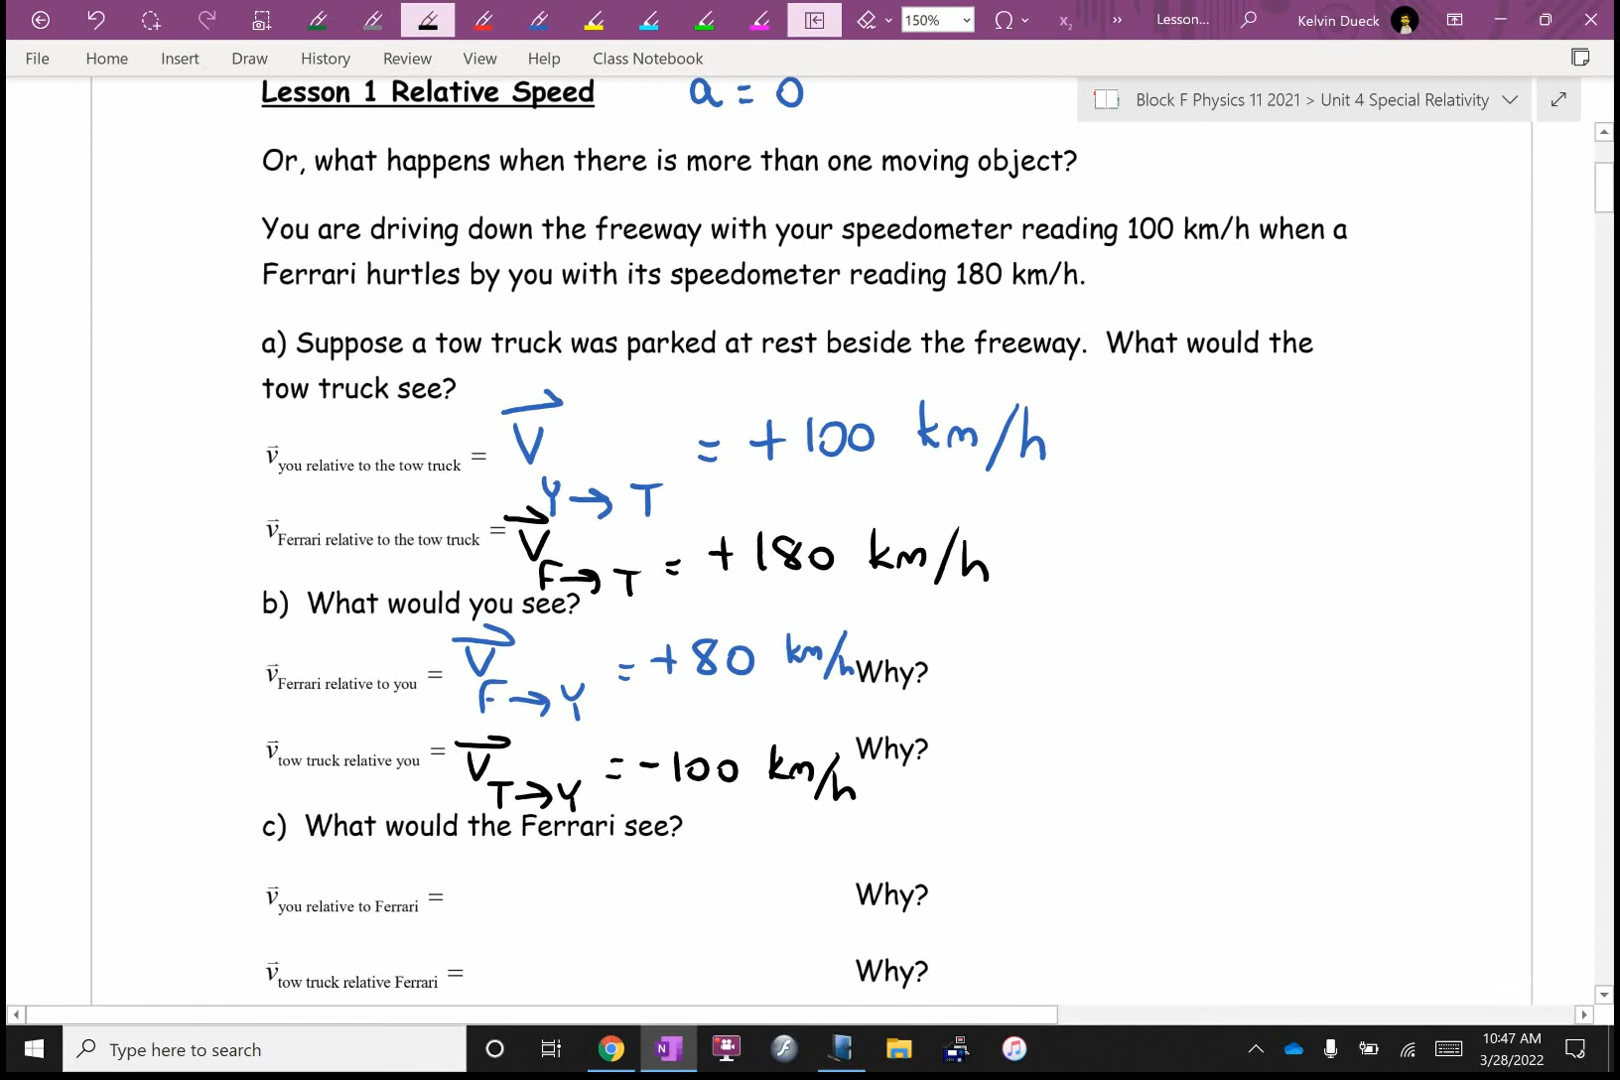 150%
Ω
x₂
»
Lesson...
Kelvin Dueck
File Home Insert Draw History Review View Help Class Notebook
Lesson 1 Relative Speed a = 0
Block F Physics 11 2021 > Unit 4 Special Relativity
Or, what happens when there is more than one moving object?
You are driving down the freeway with your speedometer reading 100 km/h when a
Ferrari hurtles by you with its speedometer reading 180 km/h.
a) Suppose a tow truck was parked at rest beside the freeway. What would the
tow truck see?
v⃗ you relative to the tow truck = V⃗ Y→T = +100 km/h
v⃗ Ferrari relative to the tow truck = V⃗ F→T = +180 km/h
b) What would you see?
v⃗ Ferrari relative to you = V⃗ F→Y = +80 km/h Why?
v⃗ tow truck relative you = V⃗ T→Y = -100 km/h Why?
c) What would the Ferrari see?
v⃗ you relative to Ferrari = Why?
v⃗ tow truck relative Ferrari = Why?
Type here to search
10:47 AM
3/28/2022